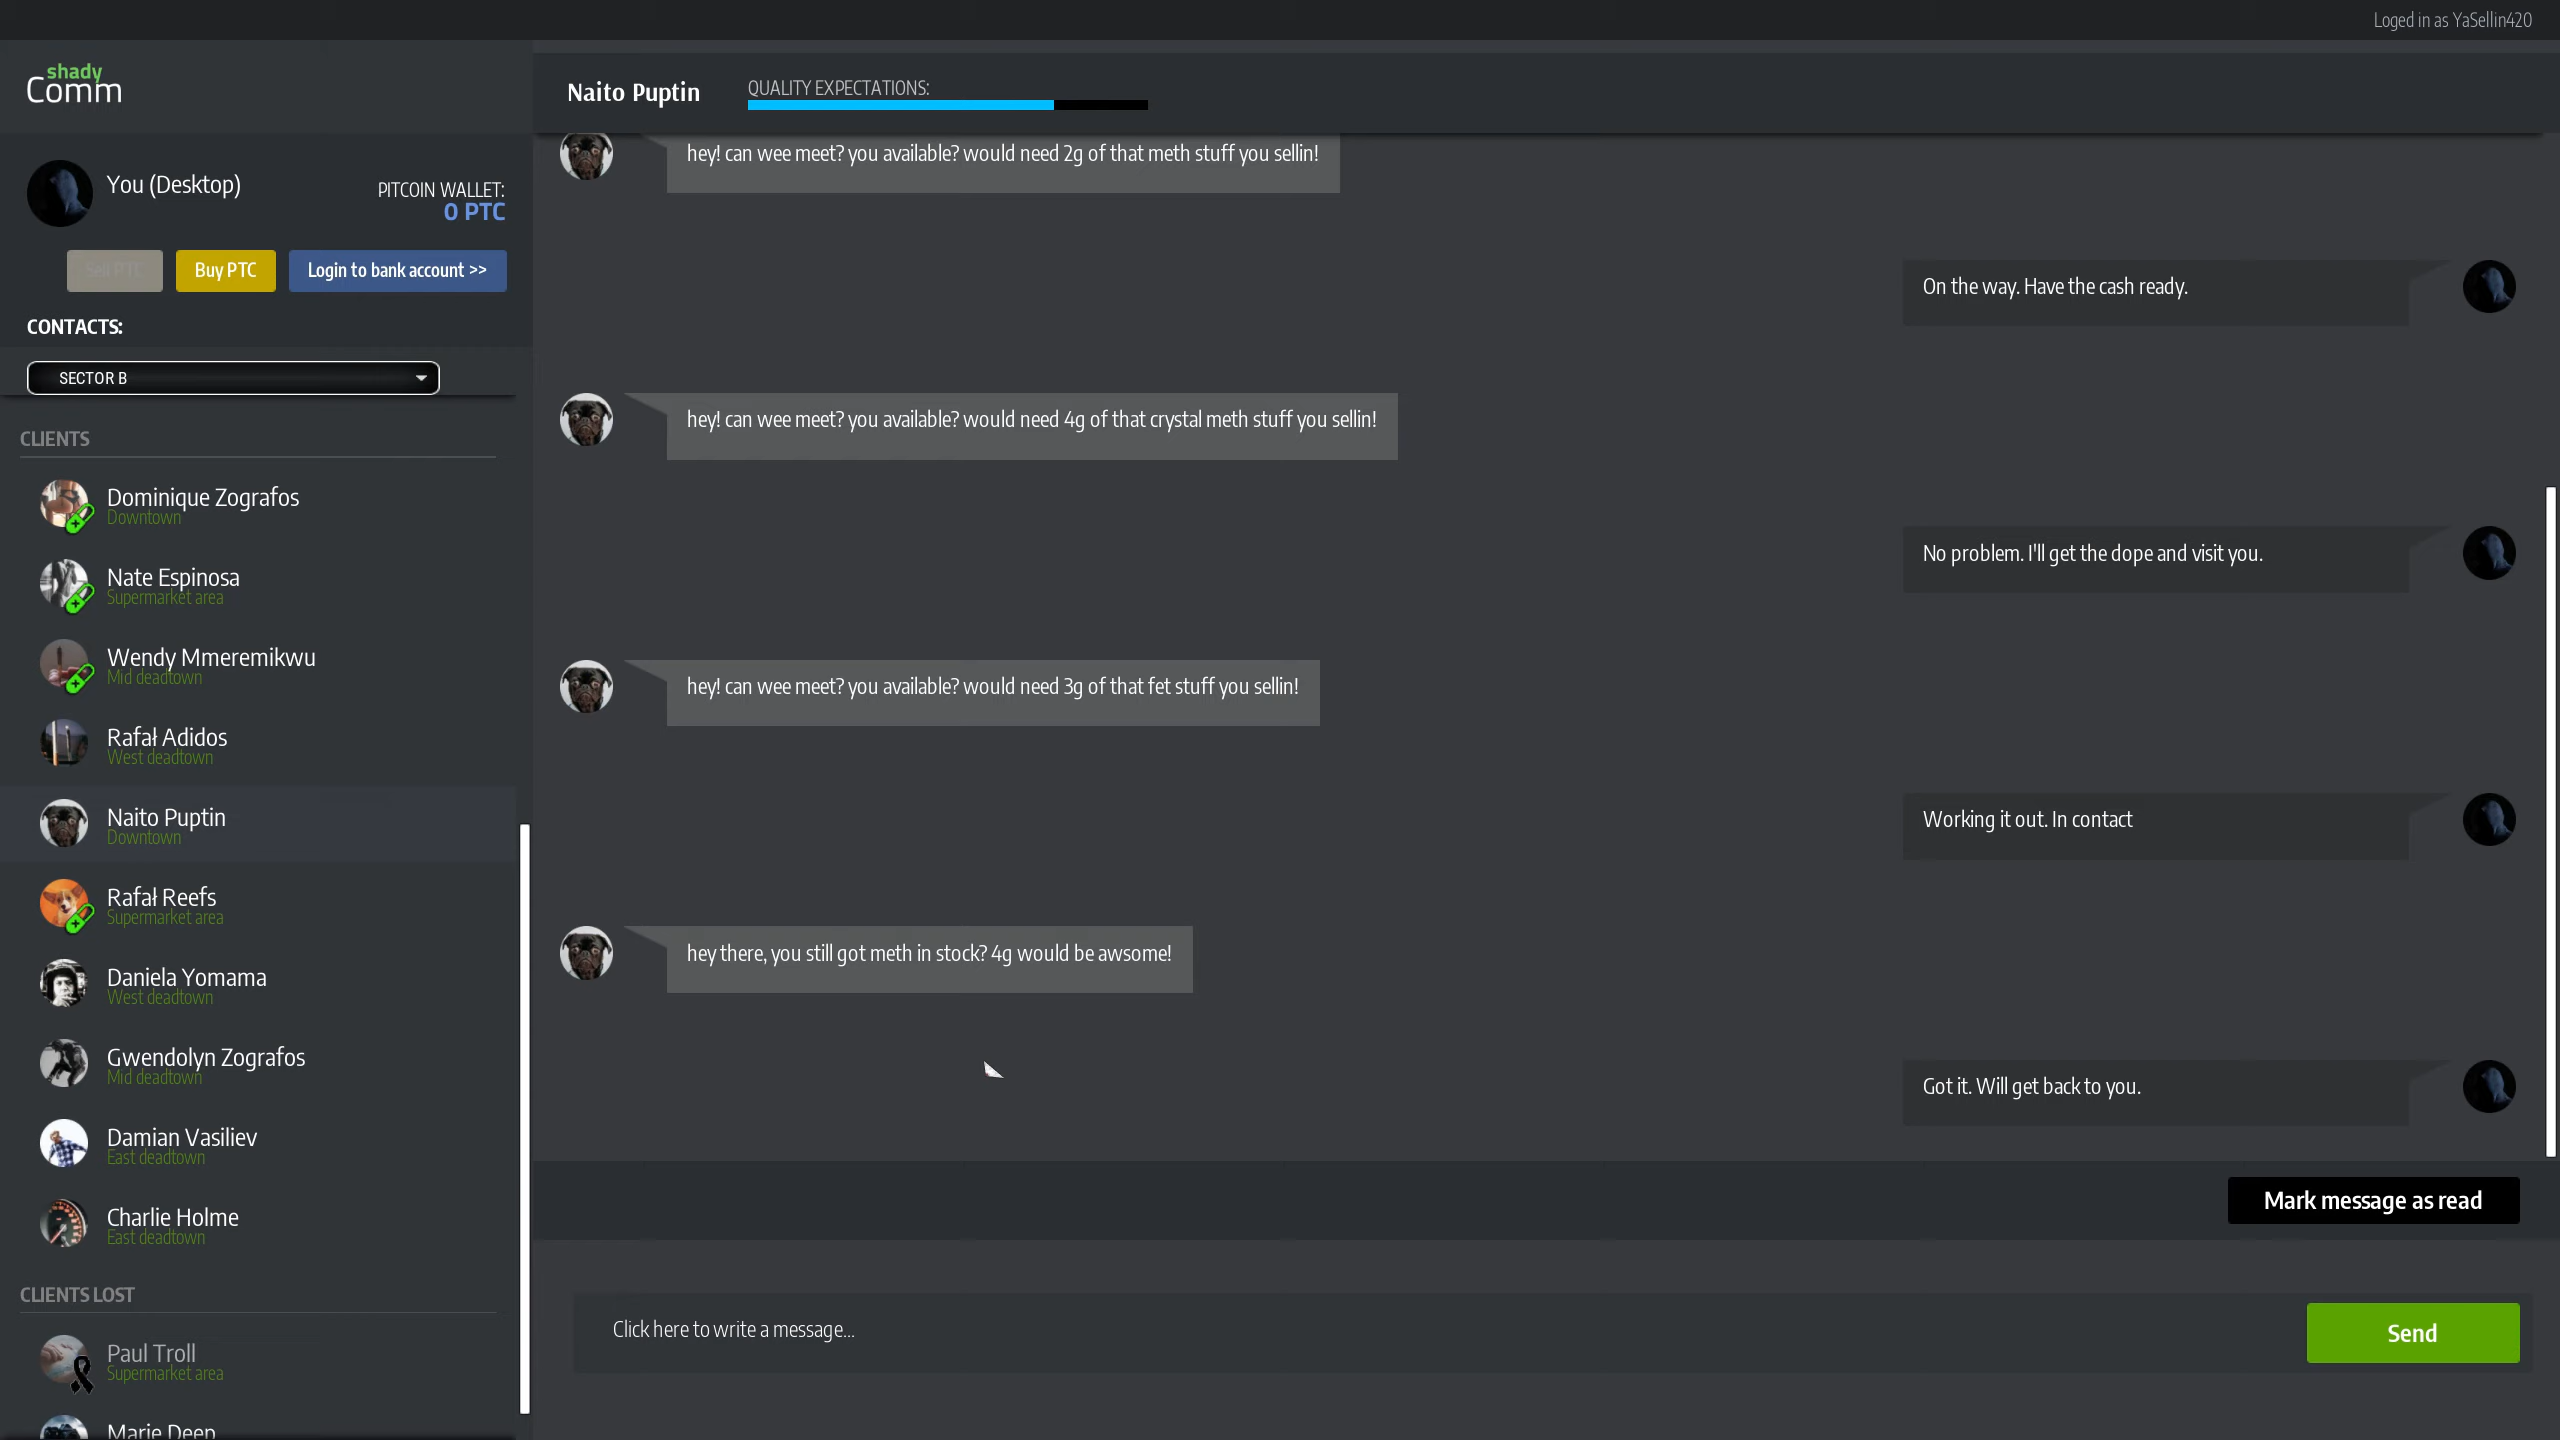 Loged in as YaSellin420
shady
Comm
You (Desktop)
PITCOIN WALLET:
0 PTC
Sell PTC
Buy PTC
Login to bank account >>
CONTACTS:
SECTOR B
CLIENTS
Dominique Zografos
Downtown
Nate Espinosa
Supermarket area
Wendy Mmeremikwu
Mid deadtown
Rafał Adidos
West deadtown
Naito Puptin
Downtown
Rafał Reefs
Supermarket area
Daniela Yomama
West deadtown
Gwendolyn Zografos
Mid deadtown
Damian Vasiliev
East deadtown
Charlie Holme
East deadtown
CLIENTS LOST
Paul Troll
Supermarket area
Marie Deep
Naito Puptin
QUALITY EXPECTATIONS:
hey! can wee meet? you available? would need 2g of that meth stuff you sellin!
On the way. Have the cash ready.
hey! can wee meet? you available? would need 4g of that crystal meth stuff you sellin!
No problem. I'll get the dope and visit you.
hey! can wee meet? you available? would need 3g of that fet stuff you sellin!
Working it out. In contact
hey there, you still got meth in stock? 4g would be awsome!
Got it. Will get back to you.
Mark message as read
Click here to write a message...
Send